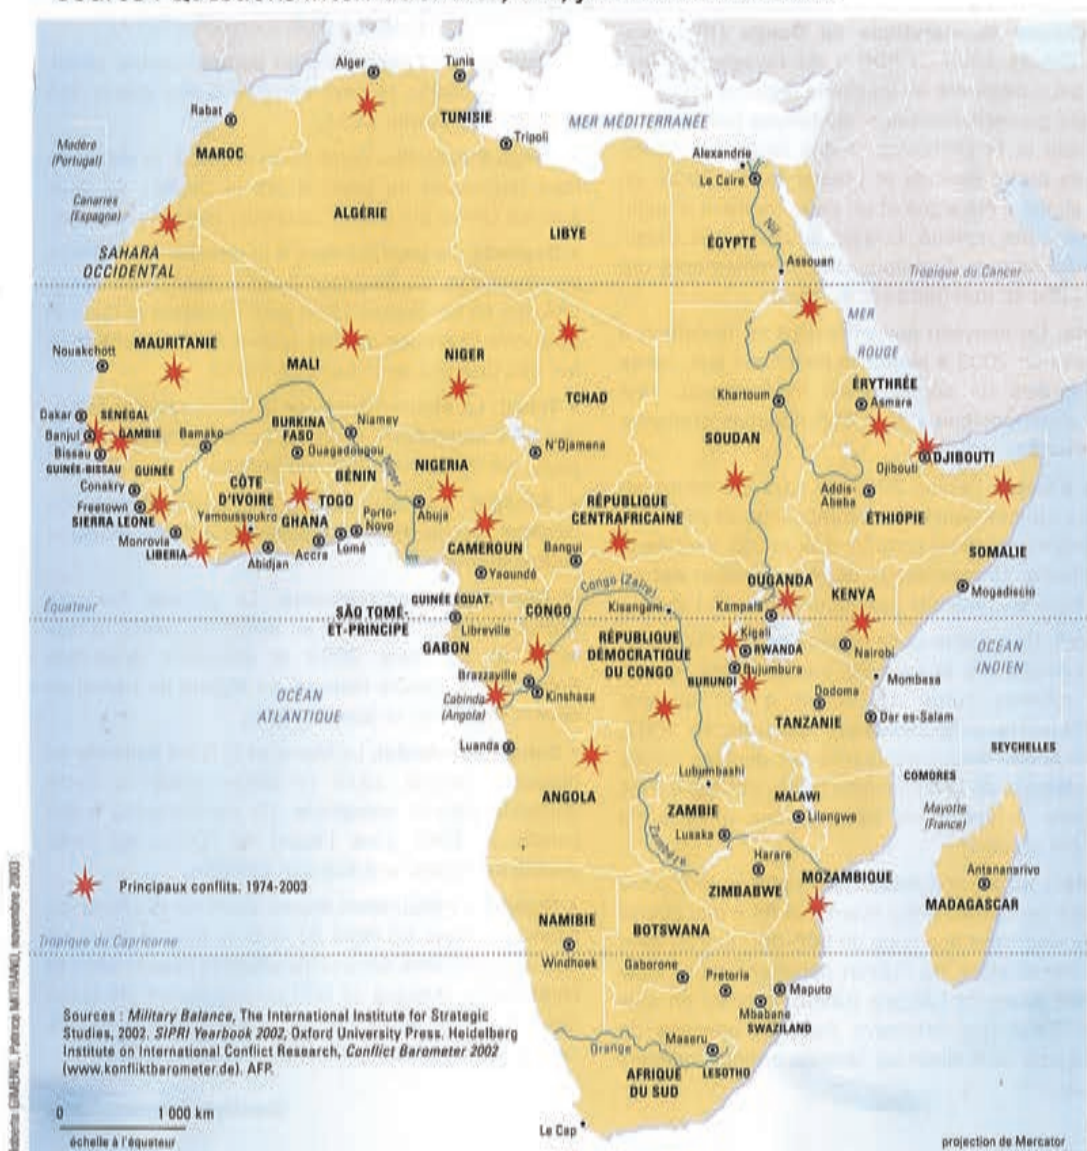 Alger
Tunis
Rabat
TUNISIE
MER MÉDITERRANÉE
Tripoli
MAROC
Madère
(Portugal)
Alexandrie
Le Caire
Canaries
(Espagne)
ALGÉRIE
LIBYE
Nil
ÉGYPTE
SAHARA
OCCIDENTAL
Assouan
Tropique du Cancer
MER
ROUGE
MAURITANIE
Nouakchott
MALI
NIGER
TCHAD
Khartoum
ÉRYTHRÉE
Asmara
Dakar
SÉNÉGAL
Banjul
GAMBIE
Bissau
GUINÉE-BISSAU
GUINÉE
Bamako
BURKINA
FASO
Niamey
Ouagadougou
N'Djamena
SOUDAN
Djibouti
DJIBOUTI
Conakry
Freetown
SIERRA LEONE
Monrovia
LIBERIA
CÔTE
D'IVOIRE
Yamoussoukro
Abidjan
GHANA
Accra
TOGO
Lomé
BÉNIN
Porto-
Novo
Niger
NIGERIA
Abuja
RÉPUBLIQUE
CENTRAFRICAINE
Addis-
Abeba
ÉTHIOPIE
CAMEROUN
Bangui
Yaoundé
SOMALIE
Mogadiscio
Équateur
SÃO TOMÉ-
ET-PRINCIPE
GUINÉE ÉQUAT.
Libreville
GABON
CONGO
Congo (Zaïre)
Kisangani
OUGANDA
Kampala
KENYA
Nairobi
RÉPUBLIQUE
DÉMOCRATIQUE
DU CONGO
Kigali
RWANDA
Bujumbura
BURUNDI
OCÉAN
INDIEN
Mombasa
Brazzaville
Kinshasa
Cabinda
(Angola)
OCÉAN
ATLANTIQUE
Dodoma
TANZANIE
Dar es-Salam
Luanda
SEYCHELLES
Lubumbashi
COMORES
ANGOLA
ZAMBIE
Lusaka
MALAWI
Lilongwe
Mayotte
(France)
Zambèze
Harare
ZIMBABWE
MOZAMBIQUE
Antananarivo
MADAGASCAR
Principaux conflits, 1974-2003
NAMIBIE
Windhoek
BOTSWANA
Tropique du Capricorne
Gaborone
Pretoria
Maputo
Mbabane
SWAZILAND
Orange
Maseru
LESOTHO
AFRIQUE
DU SUD
Le Cap
Sources : Military Balance, The International Institute for Strategic
Studies, 2002. SIPRI Yearbook 2002, Oxford University Press. Heidelberg
Institute on International Conflict Research, Conflict Barometer 2002
(www.konfliktbarometer.de). AFP.
0 1 000 km
échelle à l'équateur
projection de Mercator
novembre 2003